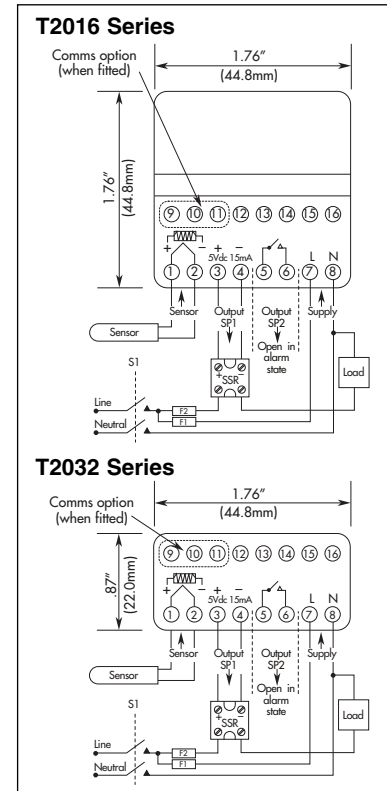 T2016 Series
Comms option
(when fitted)
1.76"
(44.8mm)
1.76"
(44.8mm)
9 10 11 12 13 14 15 16
+ – + –
5Vdc 15mA
L N
1 2 3 4 5 6 7 8
Sensor
Output
SP1
Output
SP2
Supply
Open in
alarm
state
Sensor
S1
+ SSR –
Load
Line
F2
F1
Neutral
T2032 Series
Comms option
(when fitted)
1.76"
(44.8mm)
.87"
(22.0mm)
9 10 11 12 13 14 15 16
+ – + –
5Vdc 15mA
L N
1 2 3 4 5 6 7 8
Sensor
Output
SP1
Output
SP2
Supply
Open in
alarm
state
Sensor
S1
+ SSR –
Load
Line
F2
F1
Neutral